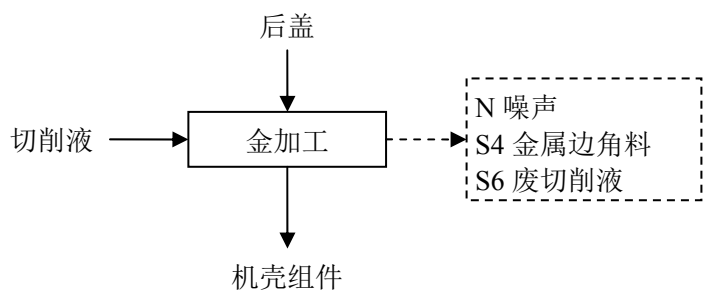 后盖
切削液
金加工
N 噪声
S4 金属边角料
S6 废切削液
机壳组件